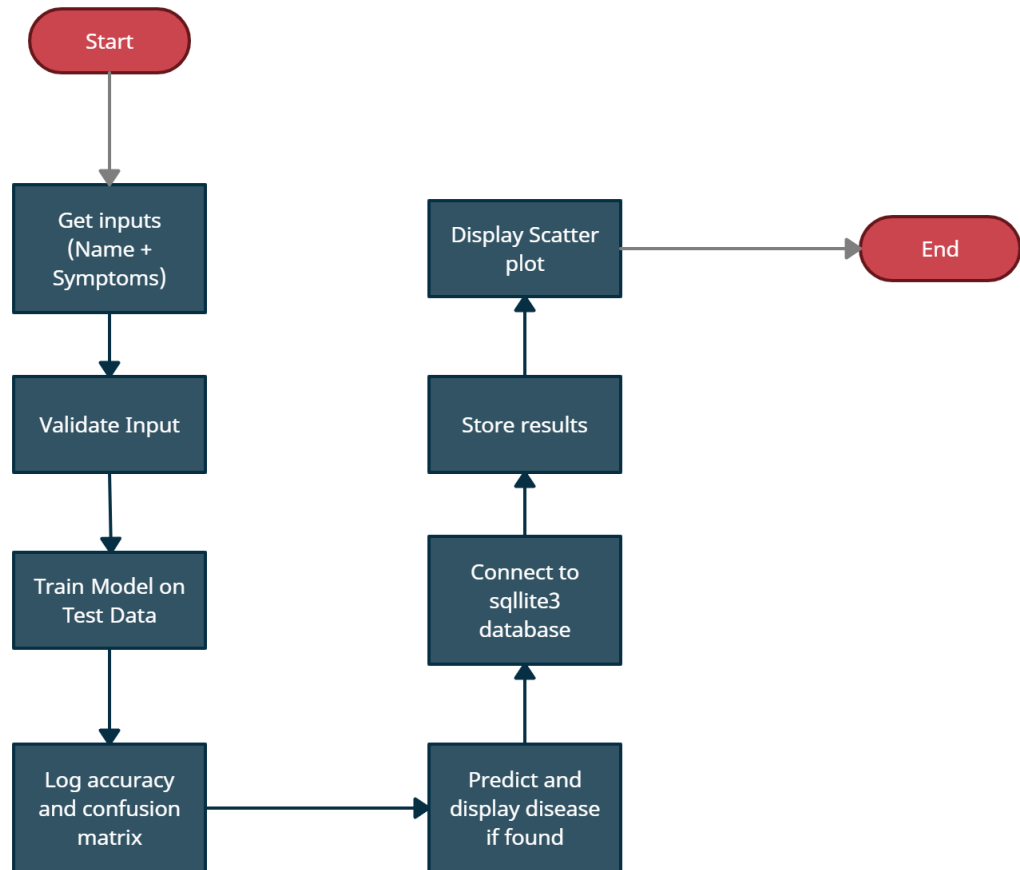 Start
Get inputs
(Name +
Symptoms)
Validate Input
Train Model on
Test Data
Log accuracy
and confusion
matrix
Predict and
display disease
if found
Connect to
sqllite3
database
Store results
Display Scatter
plot
End